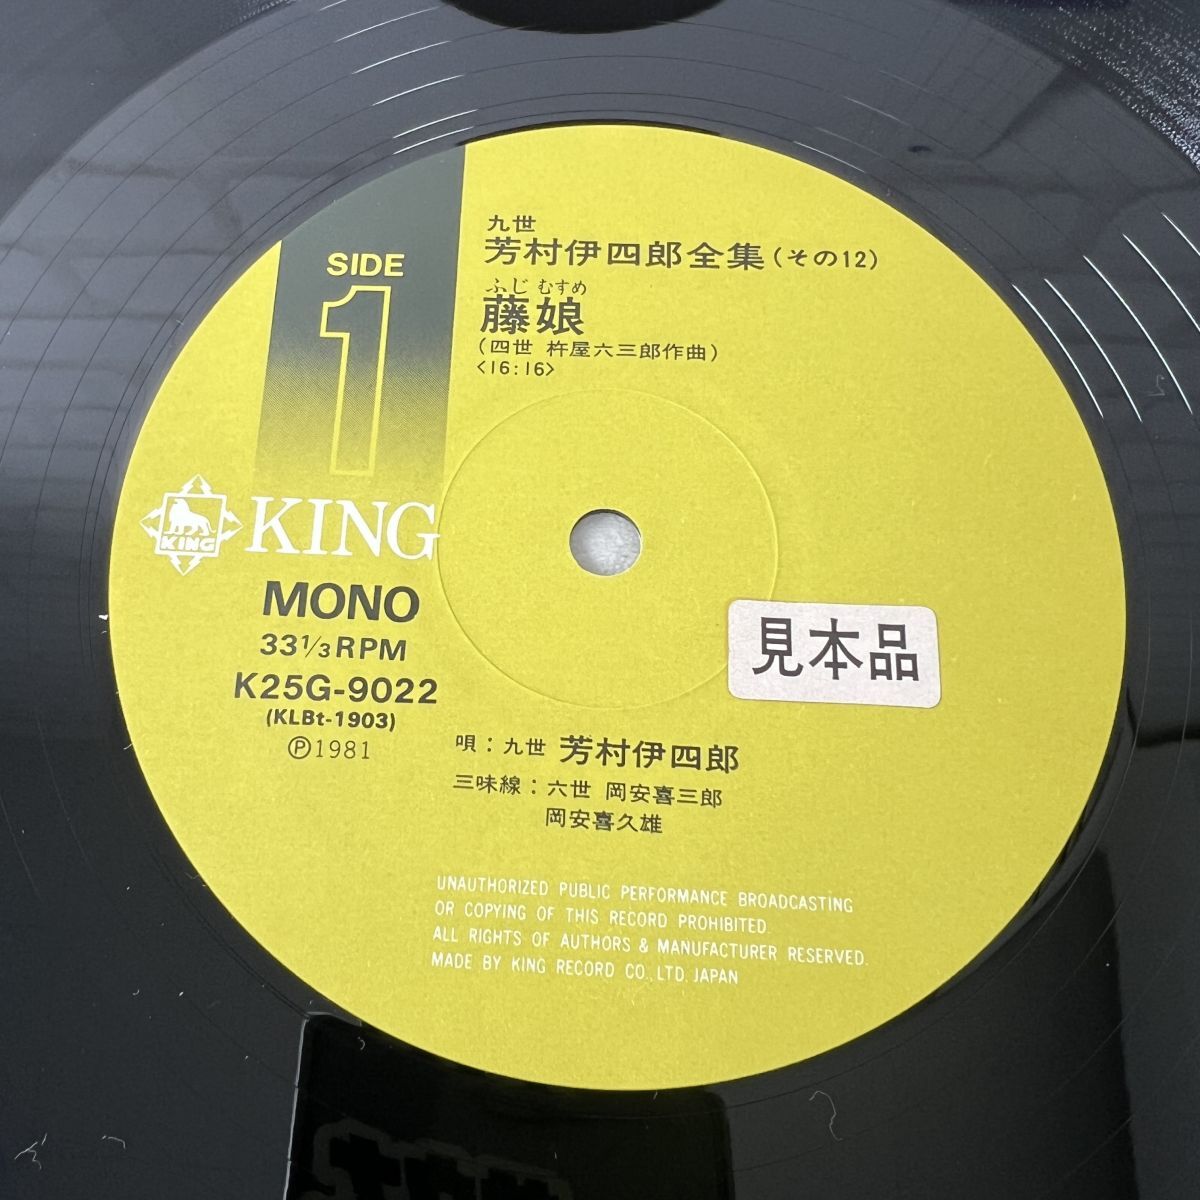 SIDE
1
九世
芳村伊四郎全集(その12)
ふじ むすめ
藤娘
(四世 杵屋六三郎作曲)
<16:16>
KING
KING
MONO
33⅓RPM
K25G-9022
(KLBt-1903)
Ⓟ1981
見本品
唄：九世 芳村伊四郎
三味線：六世 岡安喜三郎
岡安喜久雄
UNAUTHORIZED PUBLIC PERFORMANCE BROADCASTING
OR COPYING OF THIS RECORD PROHIBITED.
ALL RIGHTS OF AUTHORS & MANUFACTURER RESERVED.
MADE BY KING RECORD CO., LTD. JAPAN